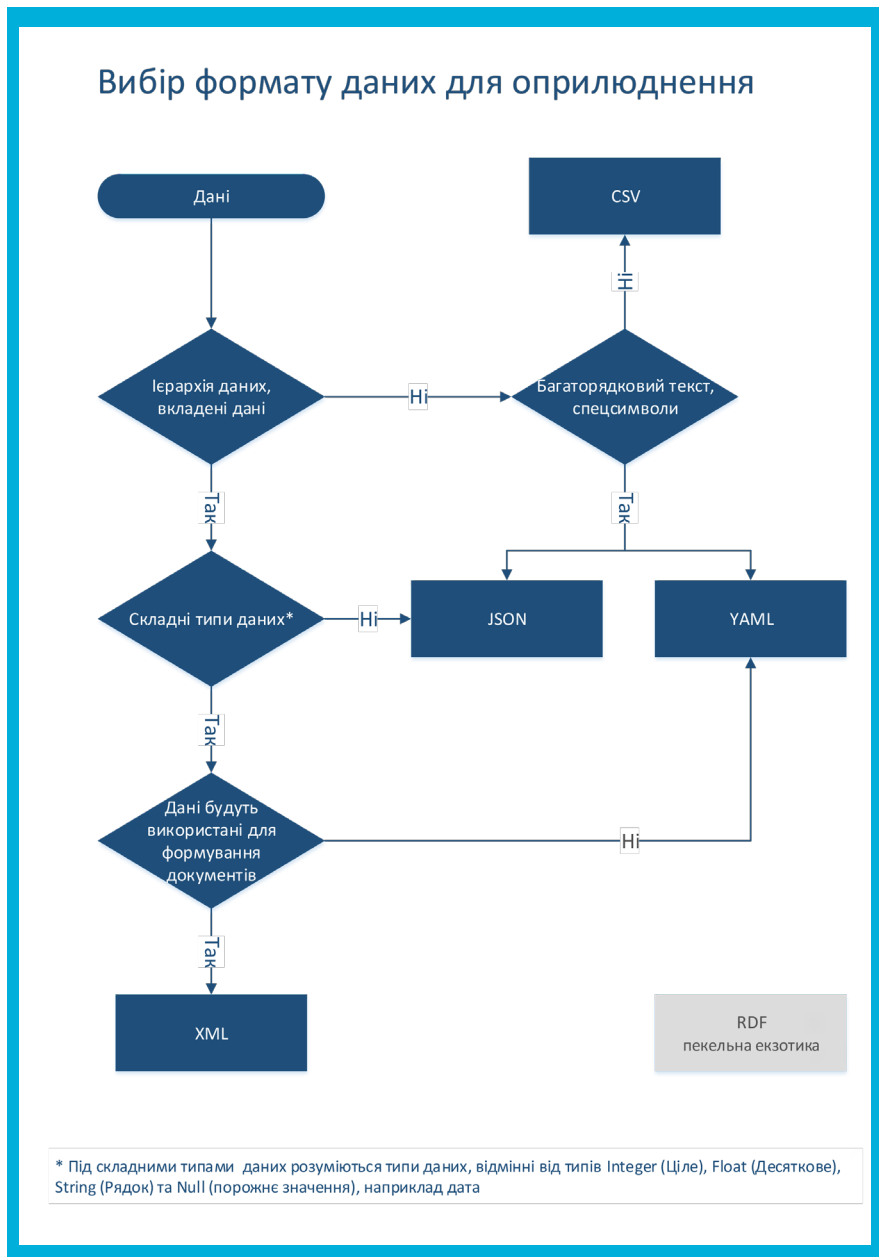 Вибір формату даних для оприлюднення
Дані
CSV
Ні
Ієрархія даних,
вкладені дані
Ні
Багаторядковий текст,
спецсимволи
Так
Так
Складні типи даних*
Ні
JSON
YAML
Так
Дані будуть
використані для
формування
документів
Ні
Так
XML
RDF
пекельна екзотика
* Під складними типами даних розуміються типи даних, відмінні від типів Integer (Ціле), Float (Десяткове),
String (Рядок) та Null (порожнє значення), наприклад дата